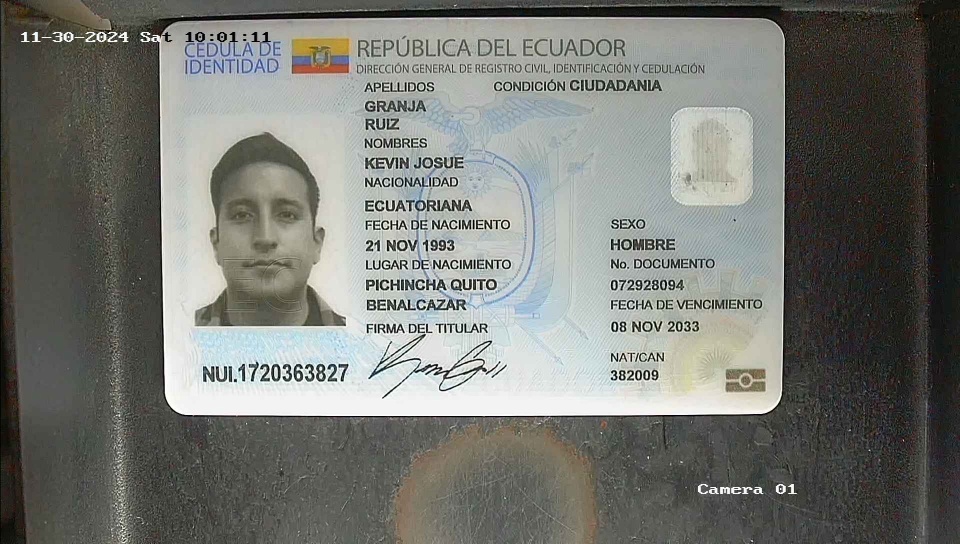 11-30-2024 Sat 10:01:11
CÉDULA DE
IDENTIDAD
REPÚBLICA DEL ECUADOR
DIRECCIÓN GENERAL DE REGISTRO CIVIL, IDENTIFICACIÓN Y CEDULACIÓN
APELLIDOS
CONDICIÓN CIUDADANIA
GRANJA
RUIZ
NOMBRES
KEVIN JOSUE
NACIONALIDAD
ECUATORIANA
FECHA DE NACIMIENTO
21 NOV 1993
LUGAR DE NACIMIENTO
PICHINCHA QUITO
BENALCAZAR
FIRMA DEL TITULAR
SEXO
HOMBRE
No. DOCUMENTO
072928094
FECHA DE VENCIMIENTO
08 NOV 2033
NAT/CAN
382009
NUI.1720363827
Camera 01